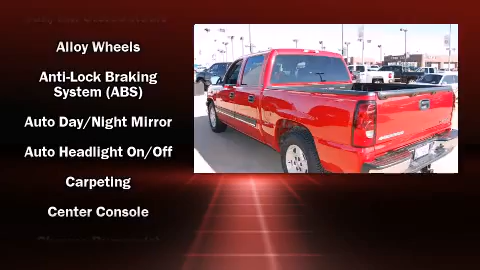 Alloy Wheels
Anti-Lock Braking
System (ABS)
Auto Day/Night Mirror
Auto Headlight On/Off
Carpeting
Center Console